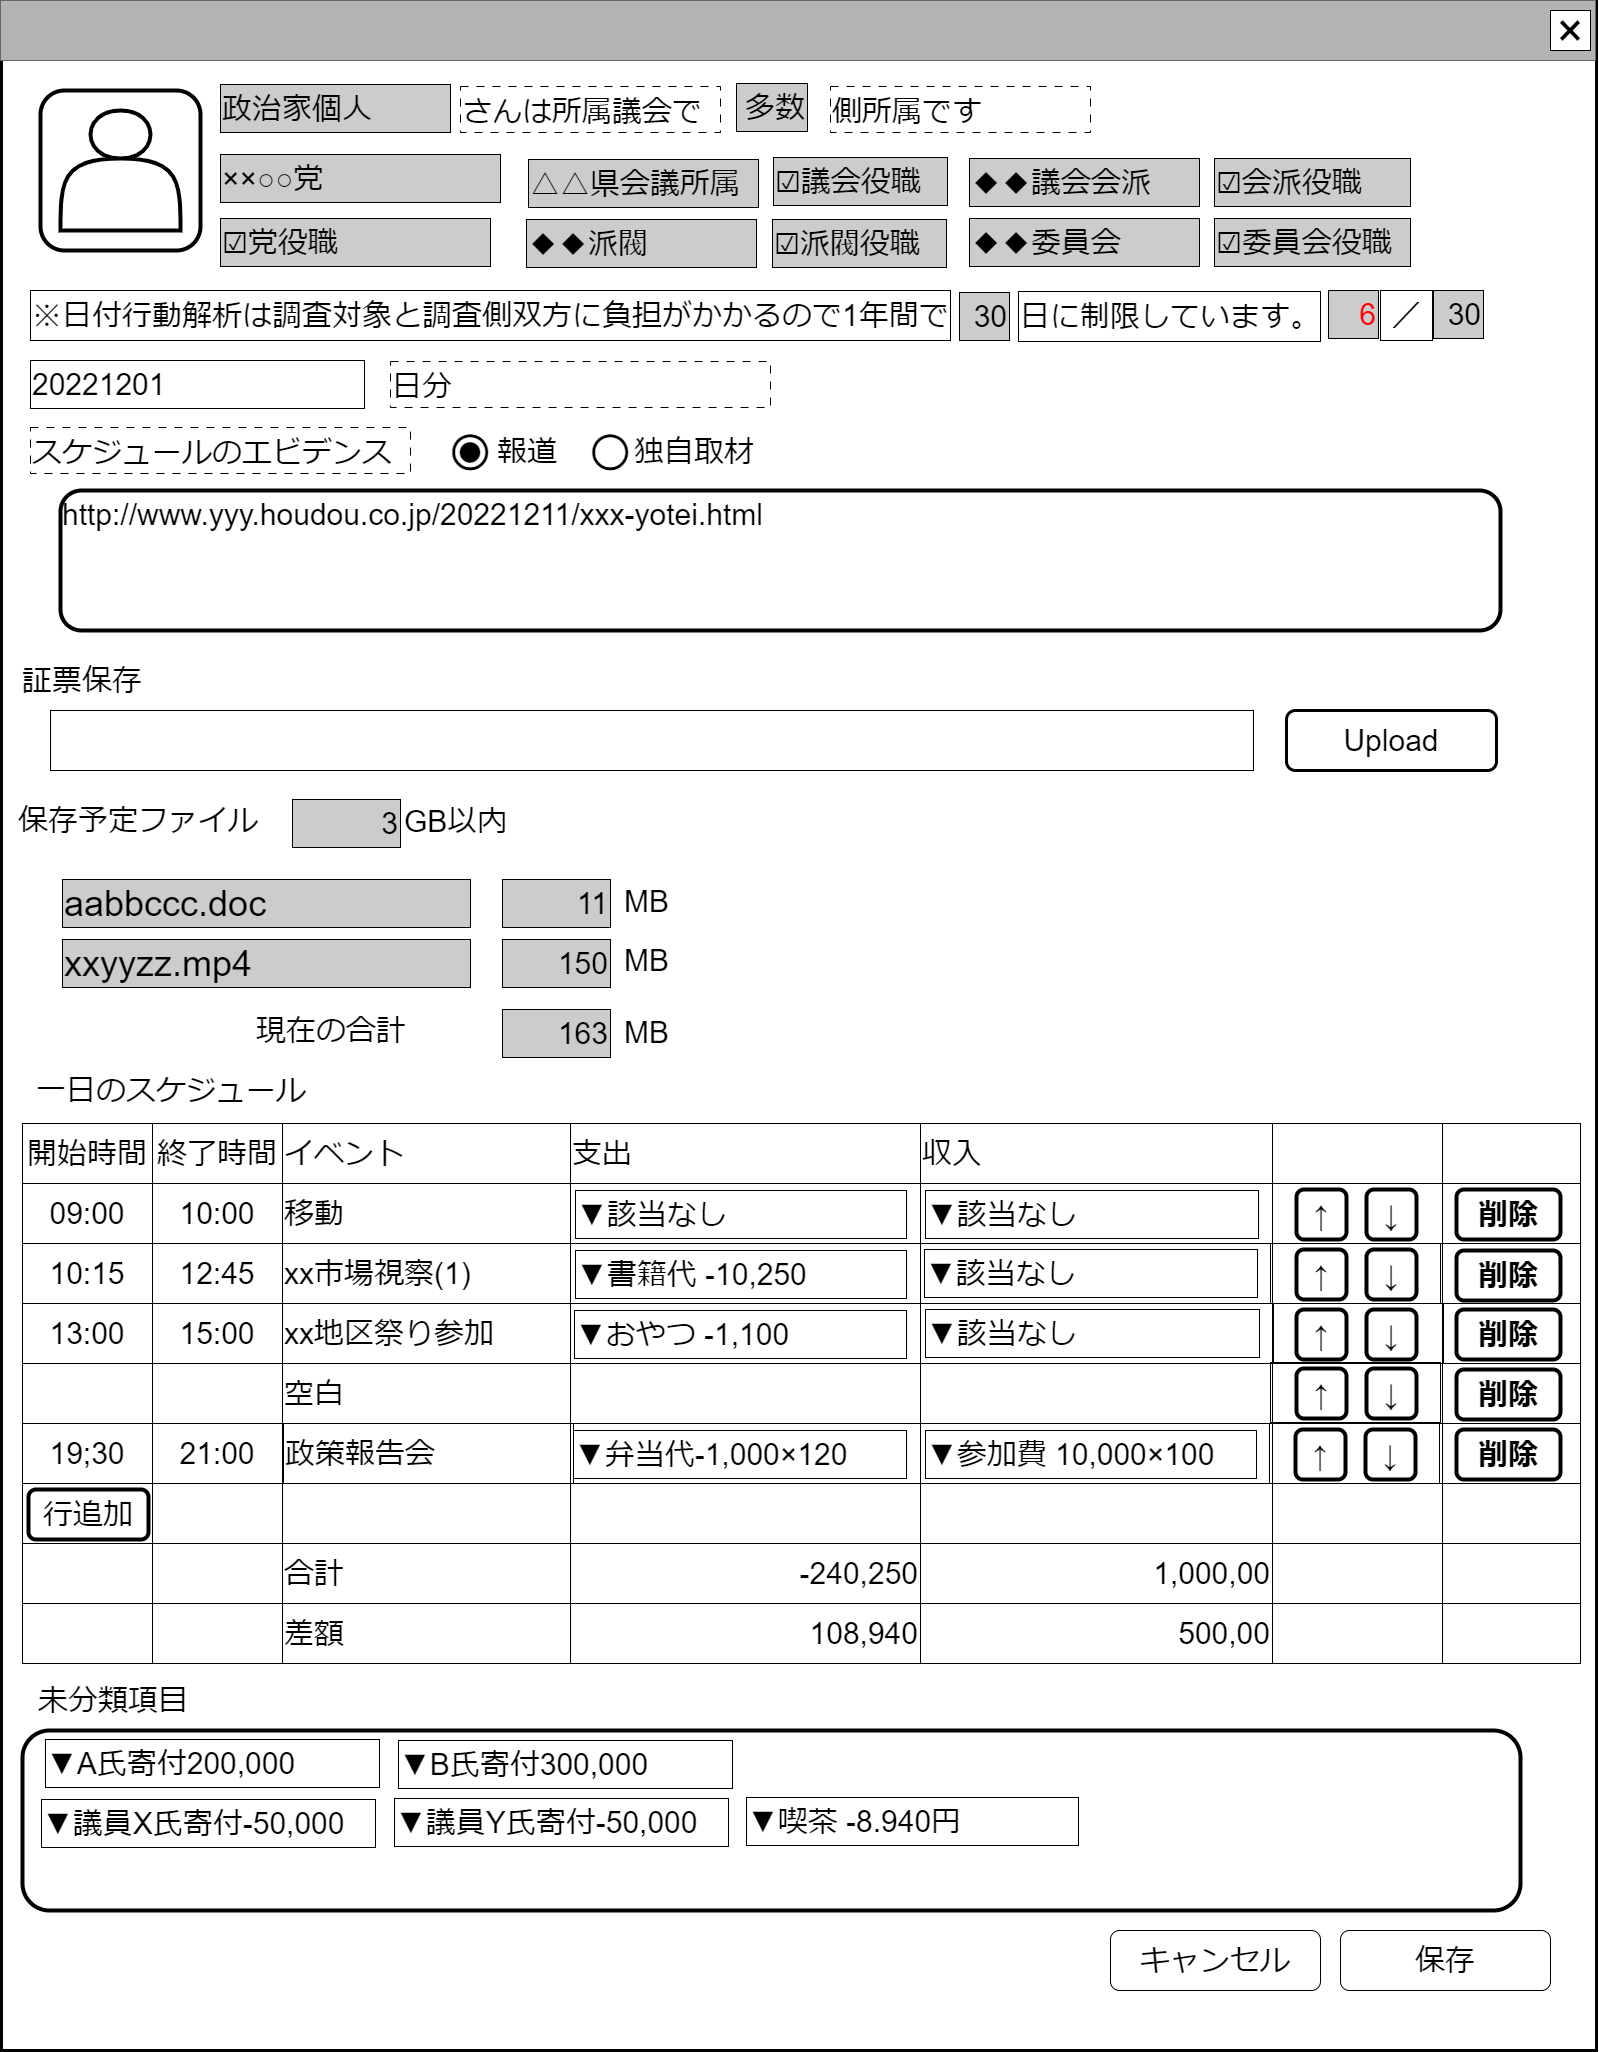 ×
政治家個人 さんは所属議会で 多数 側所属です
××○○党 △△県会議所属 ☑議会役職 ◆◆議会会派 ☑会派役職
☑党役職 ◆◆派閥 ☑派閥役職 ◆◆委員会 ☑委員会役職
※日付行動解析は調査対象と調査側双方に負担がかかるので1年間で 30 日に制限しています。 6 ／ 30
20221201 日分
スケジュールのエビデンス 報道 独自取材
http://www.yyy.houdou.co.jp/20221211/xxx-yotei.html
証票保存
Upload
保存予定ファイル 3 GB以内
aabbccc.doc 11 MB
xxyyzz.mp4 150 MB
現在の合計 163 MB
一日のスケジュール
開始時間 終了時間 イベント 支出 収入
09:00 10:00 移動 ▼該当なし ▼該当なし ↑ ↓ 削除
10:15 12:45 xx市場視察(1) ▼書籍代 -10,250 ▼該当なし ↑ ↓ 削除
13:00 15:00 xx地区祭り参加 ▼おやつ -1,100 ▼該当なし ↑ ↓ 削除
空白 ↑ ↓ 削除
19;30 21:00 政策報告会 ▼弁当代-1,000×120 ▼参加費 10,000×100 ↑ ↓ 削除
行追加
合計 -240,250 1,000,00
差額 108,940 500,00
未分類項目
▼A氏寄付200,000 ▼B氏寄付300,000
▼議員X氏寄付-50,000 ▼議員Y氏寄付-50,000 ▼喫茶 -8.940円
キャンセル 保存